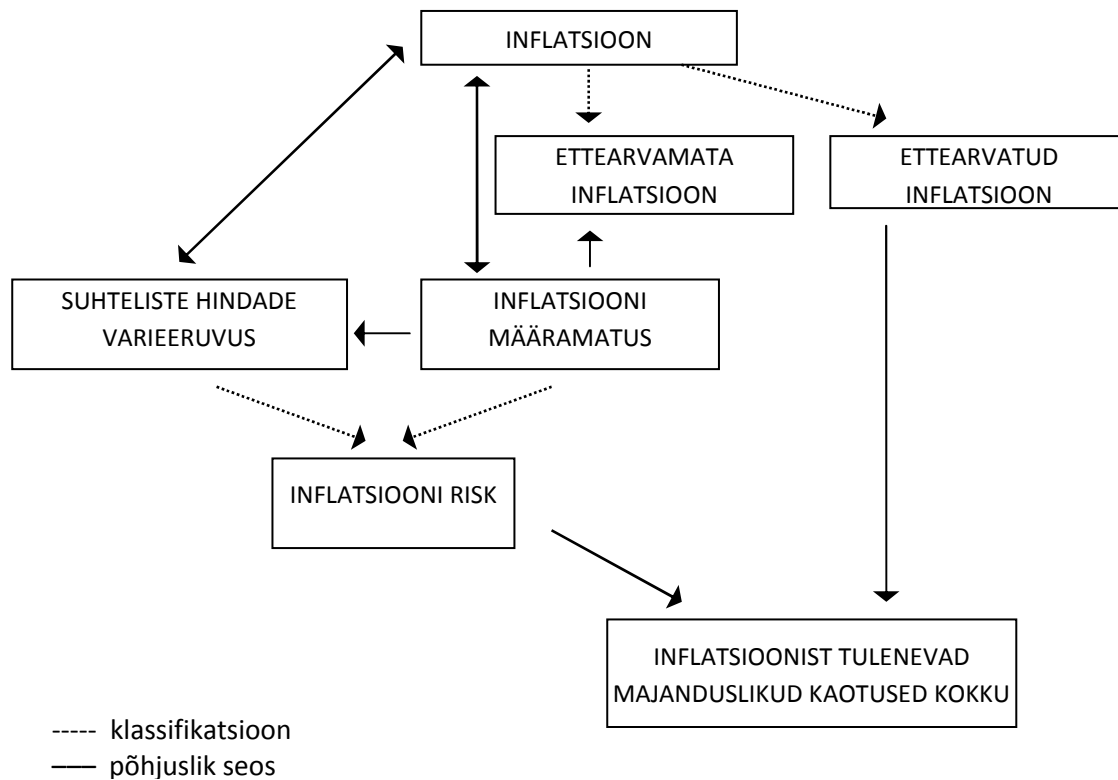 INFLATSIOON
ETTEARVAMATA
INFLATSIOON
ETTEARVATUD
INFLATSIOON
SUHTELISTE HINDADE
VARIEERUVUS
INFLATSIOONI
MÄÄRAMATUS
INFLATSIOONI RISK
INFLATSIOONIST TULENEVAD
MAJANDUSLIKUD KAOTUSED KOKKU
----- klassifikatsioon
—— põhjuslik seos